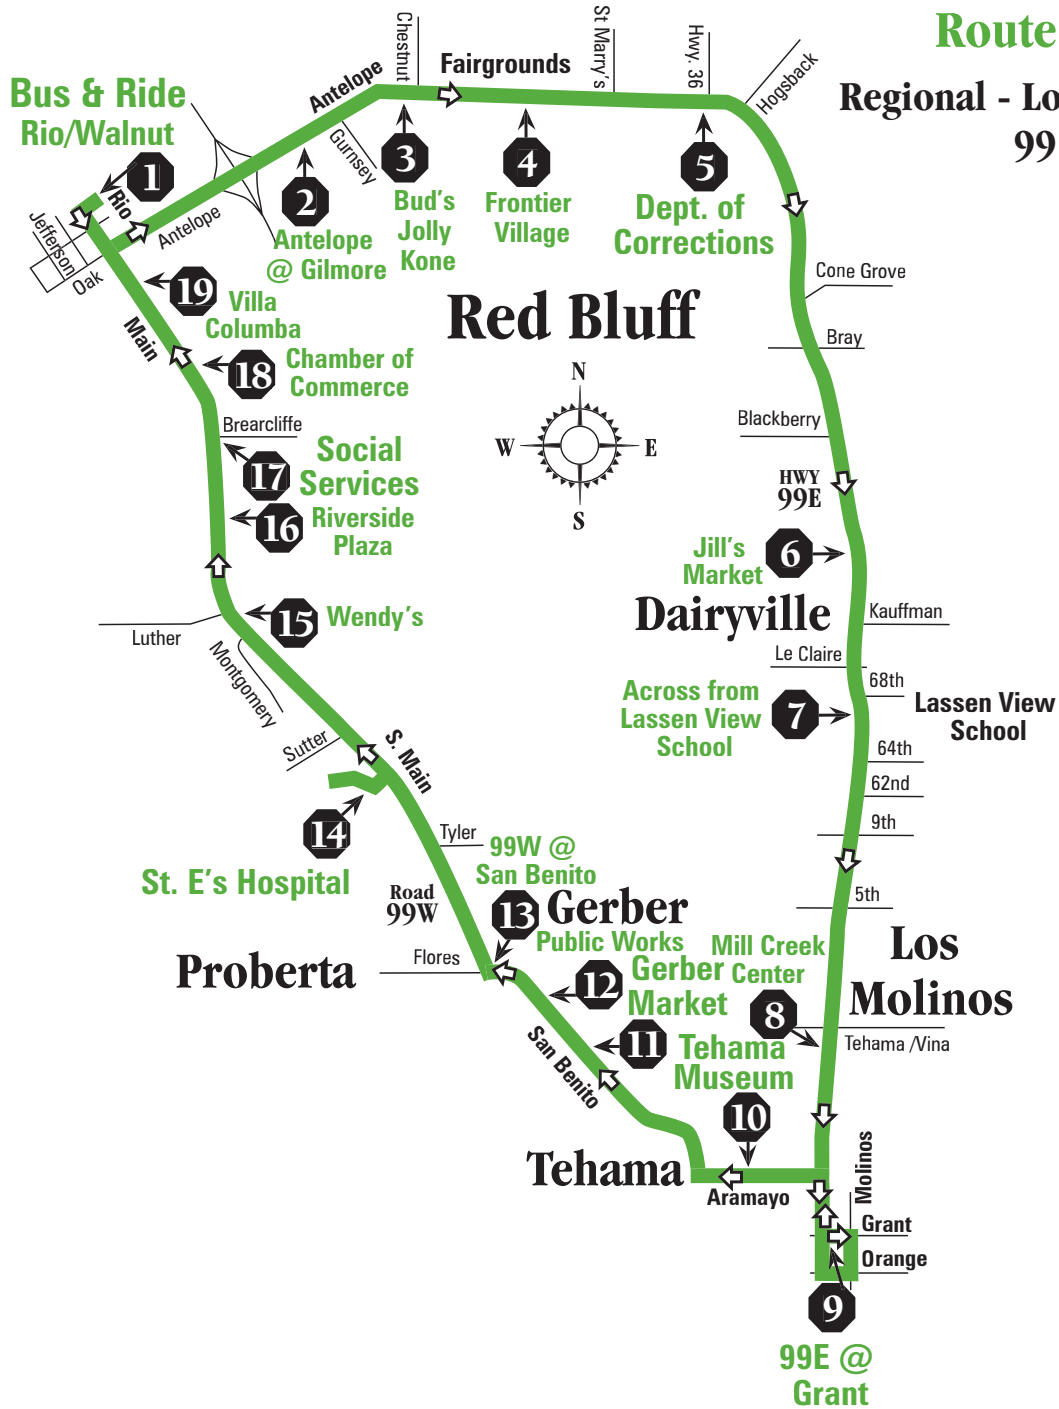 Route
Regional - Lo
99
Bus & Ride
Rio/Walnut
1
Rio
Jefferson
Oak
Antelope
Antelope
Gurnsey
Chestnut
Fairgrounds
St Marry's
Hwy. 36
Hogsback
2
Antelope
@ Gilmore
3
Bud's
Jolly
Kone
4
Frontier
Village
5
Dept. of
Corrections
Red Bluff
N
W
E
S
Cone Grove
Bray
Blackberry
HWY
99E
6
Jill's
Market
Dairyville
Kauffman
Le Claire
68th
7
Across from
Lassen View
School
Lassen View
School
64th
62nd
9th
5th
Los
Molinos
8
Mill Creek
Center
Tehama /Vina
Molinos
Grant
Orange
9
99E @
Grant
Aramayo
10
Tehama
Museum
Tehama
11
San Benito
12
Gerber
Market
Gerber
Public Works
13
99W @
San Benito
Flores
Proberta
Road
99W
Tyler
S. Main
14
St. E's Hospital
Sutter
Montgomery
Luther
15
Wendy's
16
Riverside
Plaza
17
Social
Services
Brearcliffe
18
Chamber of
Commerce
Main
19
Villa
Columba